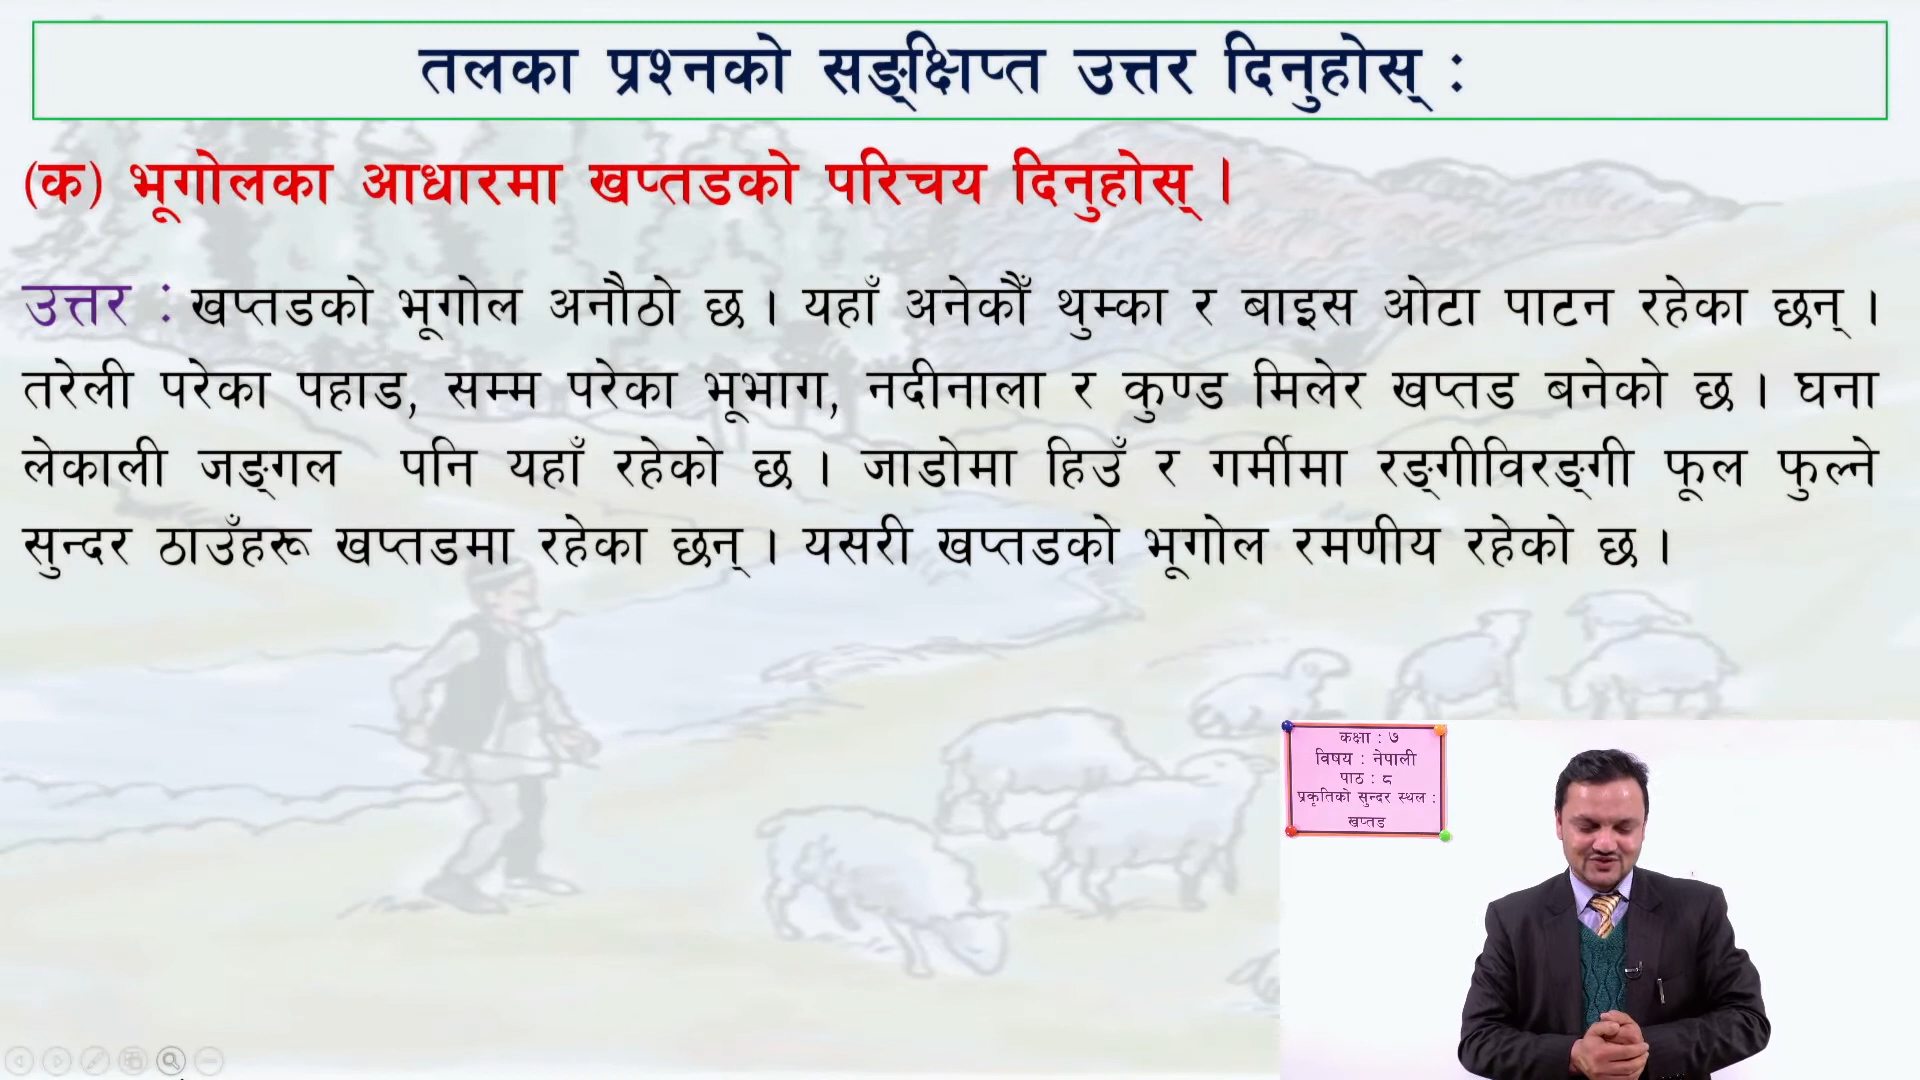 तलका प्रश्नको सङ्क्षिप्त उत्तर दिनुहोस् :
(क) भूगोलका आधारमा खप्तडको परिचय दिनुहोस् ।
उत्तर : खप्तडको भूगोल अनौठो छ । यहाँ अनेकौँ थुम्का र बाइस ओटा पाटन रहेका छन् ।
तरेली परेका पहाड, सम्म परेका भूभाग, नदीनाला र कुण्ड मिलेर खप्तड बनेको छ । घना
लेकाली जङ्गल पनि यहाँ रहेको छ । जाडोमा हिउँ र गर्मीमा रङ्गीविरङ्गी फूल फुल्ने
सुन्दर ठाउँहरू खप्तडमा रहेका छन् । यसरी खप्तडको भूगोल रमणीय रहेको छ ।
कक्षा : ७
विषय : नेपाली
पाठ : ८
प्रकृतिको सुन्दर स्थल :
खप्तड